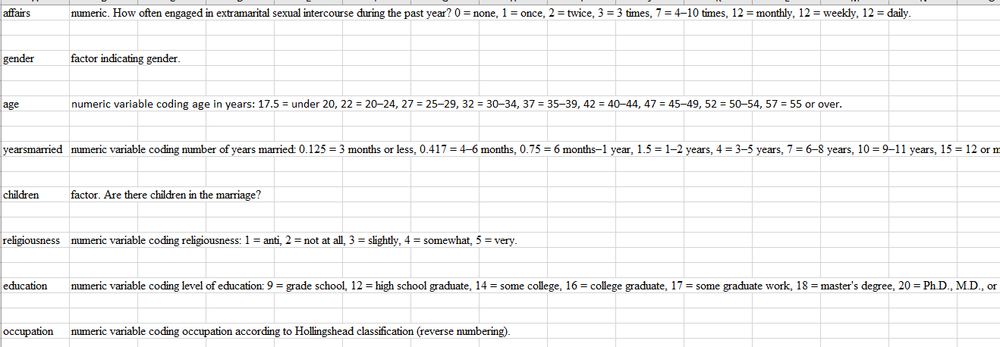 affairs numeric. How often engaged in extramarital sexual intercourse during the past year? 0 = none, 1 = once, 2 = twice, 3 = 3 times, 7 = 4–10 times, 12 = monthly, 12 = weekly, 12 = daily.
gender factor indicating gender.
age numeric variable coding age in years: 17.5 = under 20, 22 = 20–24, 27 = 25–29, 32 = 30–34, 37 = 35–39, 42 = 40–44, 47 = 45–49, 52 = 50–54, 57 = 55 or over.
yearsmarried numeric variable coding number of years married: 0.125 = 3 months or less, 0.417 = 4–6 months, 0.75 = 6 months–1 year, 1.5 = 1–2 years, 4 = 3–5 years, 7 = 6–8 years, 10 = 9–11 years, 15 = 12 or
children factor. Are there children in the marriage?
religiousness numeric variable coding religiousness: 1 = anti, 2 = not at all, 3 = slightly, 4 = somewhat, 5 = very.
education numeric variable coding level of education: 9 = grade school, 12 = high school graduate, 14 = some college, 16 = college graduate, 17 = some graduate work, 18 = master's degree, 20 = Ph.D., M.D., or
occupation numeric variable coding occupation according to Hollingshead classification (reverse numbering).